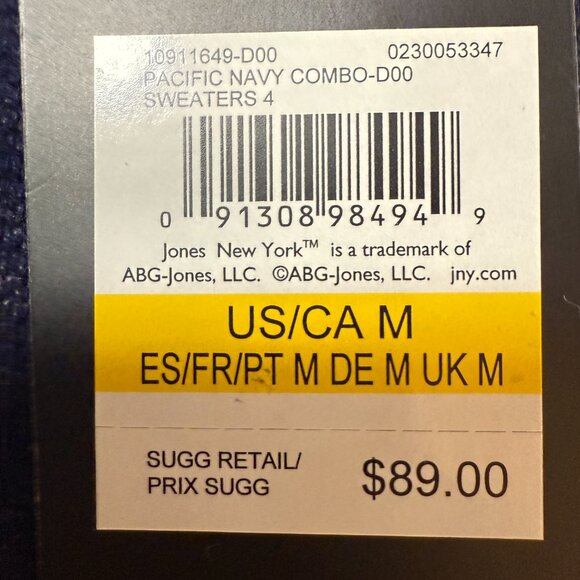 10911649-D00 0230053347
PACIFIC NAVY COMBO-D00
SWEATERS 4
0 91308 98494 9
Jones New York™ is a trademark of
ABG-Jones, LLC. ©ABG-Jones, LLC. jny.com
US/CA M
ES/FR/PT M DE M UK M
SUGG RETAIL/
PRIX SUGG $89.00